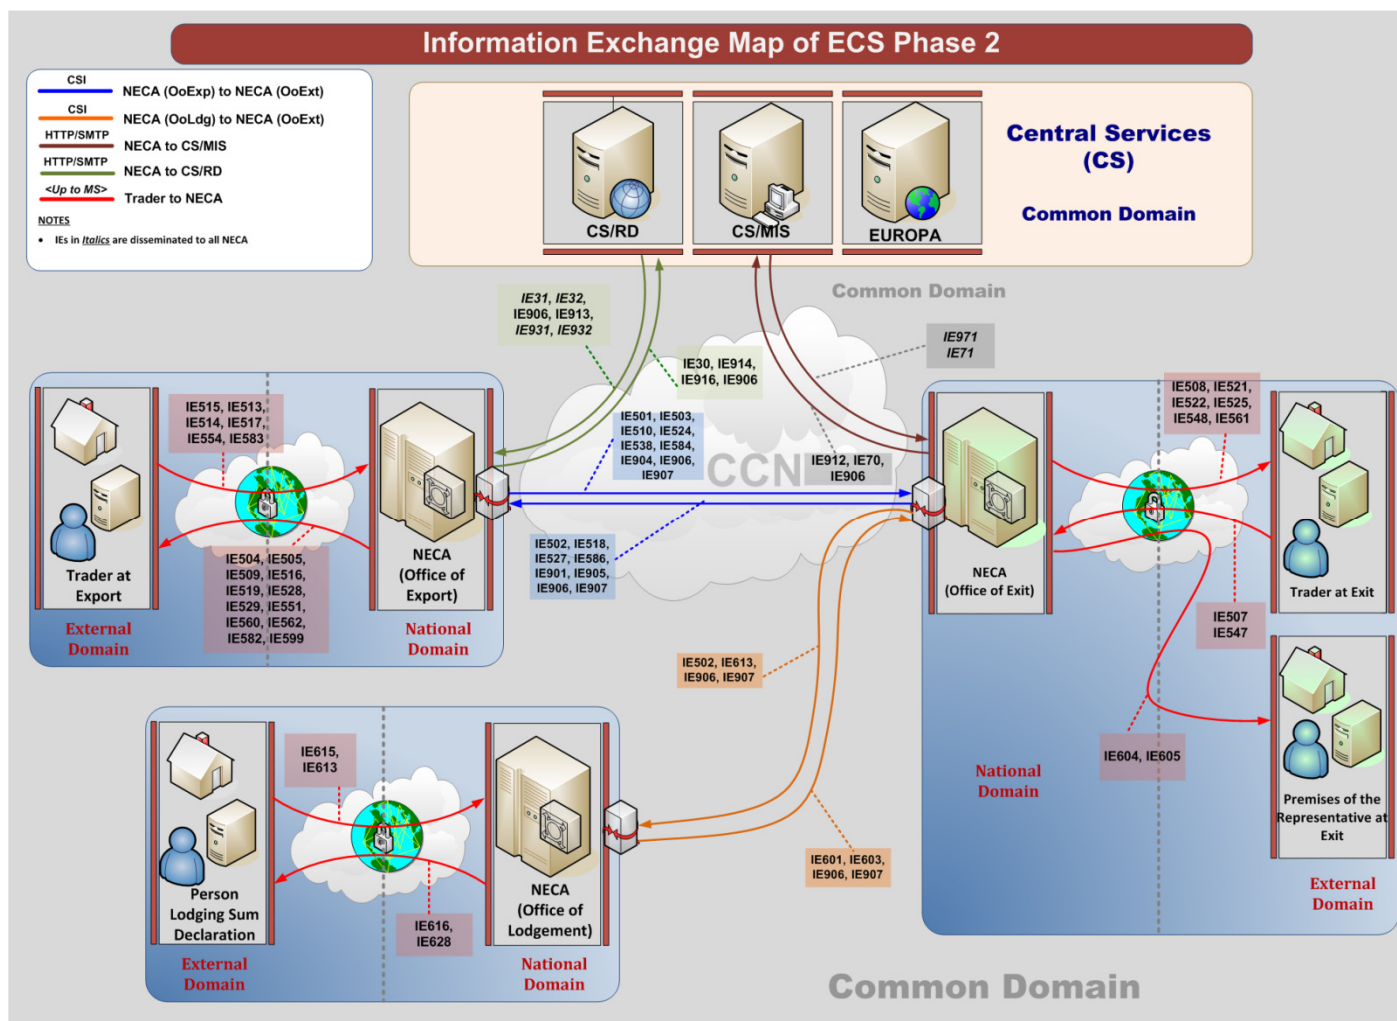 Information Exchange Map of ECS Phase 2
CSI
NECA (OoExp) to NECA (OoExt)
CSI
NECA (OoLdg) to NECA (OoExt)
HTTP/SMTP
NECA to CS/MIS
HTTP/SMTP
NECA to CS/RD
<Up to MS>
Trader to NECA
NOTES
• IEs in Italics are disseminated to all NECA
CS/RD
CS/MIS
EUROPA
Central Services
(CS)
Common Domain
Common Domain
IE31, IE32,
IE906, IE913,
IE931, IE932
IE30, IE914,
IE916, IE906
IE971
IE71
IE912, IE70,
IE906
CCN
IE501, IE503,
IE510, IE524,
IE538, IE584,
IE904, IE906,
IE907
IE502, IE518,
IE527, IE586,
IE901, IE905,
IE906, IE907
IE515, IE513,
IE514, IE517,
IE554, IE583
IE504, IE505,
IE509, IE516,
IE519, IE528,
IE529, IE551,
IE560, IE562,
IE582, IE599
Trader at
Export
External
Domain
NECA
(Office of
Export)
National
Domain
IE508, IE521,
IE522, IE525,
IE548, IE561
IE507
IE547
NECA
(Office of Exit)
Trader at Exit
IE604, IE605
National
Domain
Premises of the
Representative at
Exit
External
Domain
IE502, IE613,
IE906, IE907
IE601, IE603,
IE906, IE907
IE615,
IE613
IE616,
IE628
Person
Lodging Sum
Declaration
External
Domain
NECA
(Office of
Lodgement)
National
Domain
Common Domain